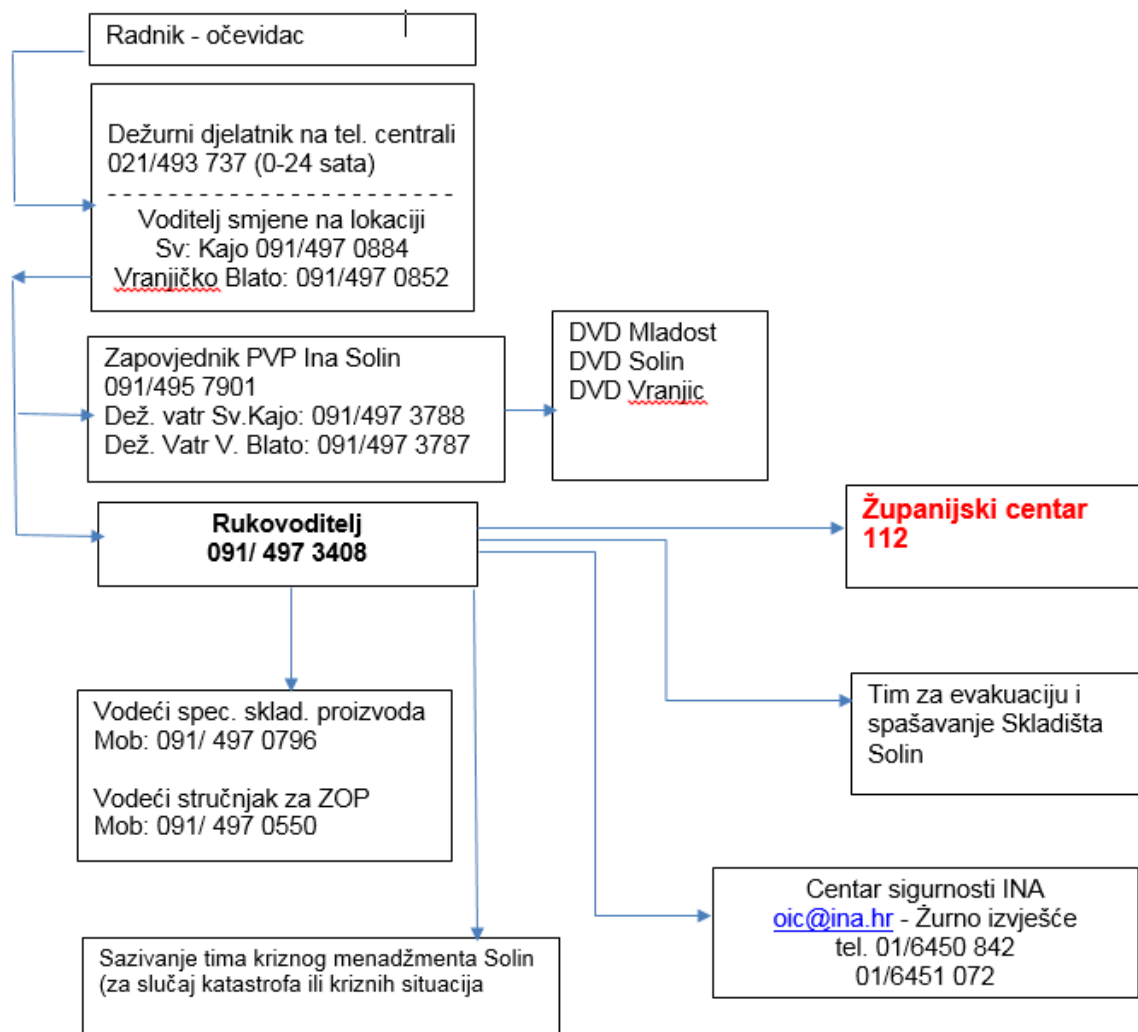 Radnik - očevidac
Dežurni djelatnik na tel. centrali
021/493 737 (0-24 sata)
- - - - - - - - - - - - - - - - - - - - - - - - - -
Voditelj smjene na lokaciji
Sv: Kajo 091/497 0884
Vranjičko Blato: 091/497 0852
Zapovjednik PVP Ina Solin
091/495 7901
Dež. vatr Sv.Kajo: 091/497 3788
Dež. Vatr V. Blato: 091/497 3787
DVD Mladost
DVD Solin
DVD Vranjic
Rukovoditelj
091/ 497 3408
Županijski centar
112
Vodeći spec. sklad. proizvoda
Mob: 091/ 497 0796
Vodeći stručnjak za ZOP
Mob: 091/ 497 0550
Tim za evakuaciju i
spašavanje Skladišta
Solin
Centar sigurnosti INA
oic@ina.hr - Žurno izvješće
tel. 01/6450 842
01/6451 072
Sazivanje tima kriznog menadžmenta Solin
(za slučaj katastrofa ili kriznih situacija